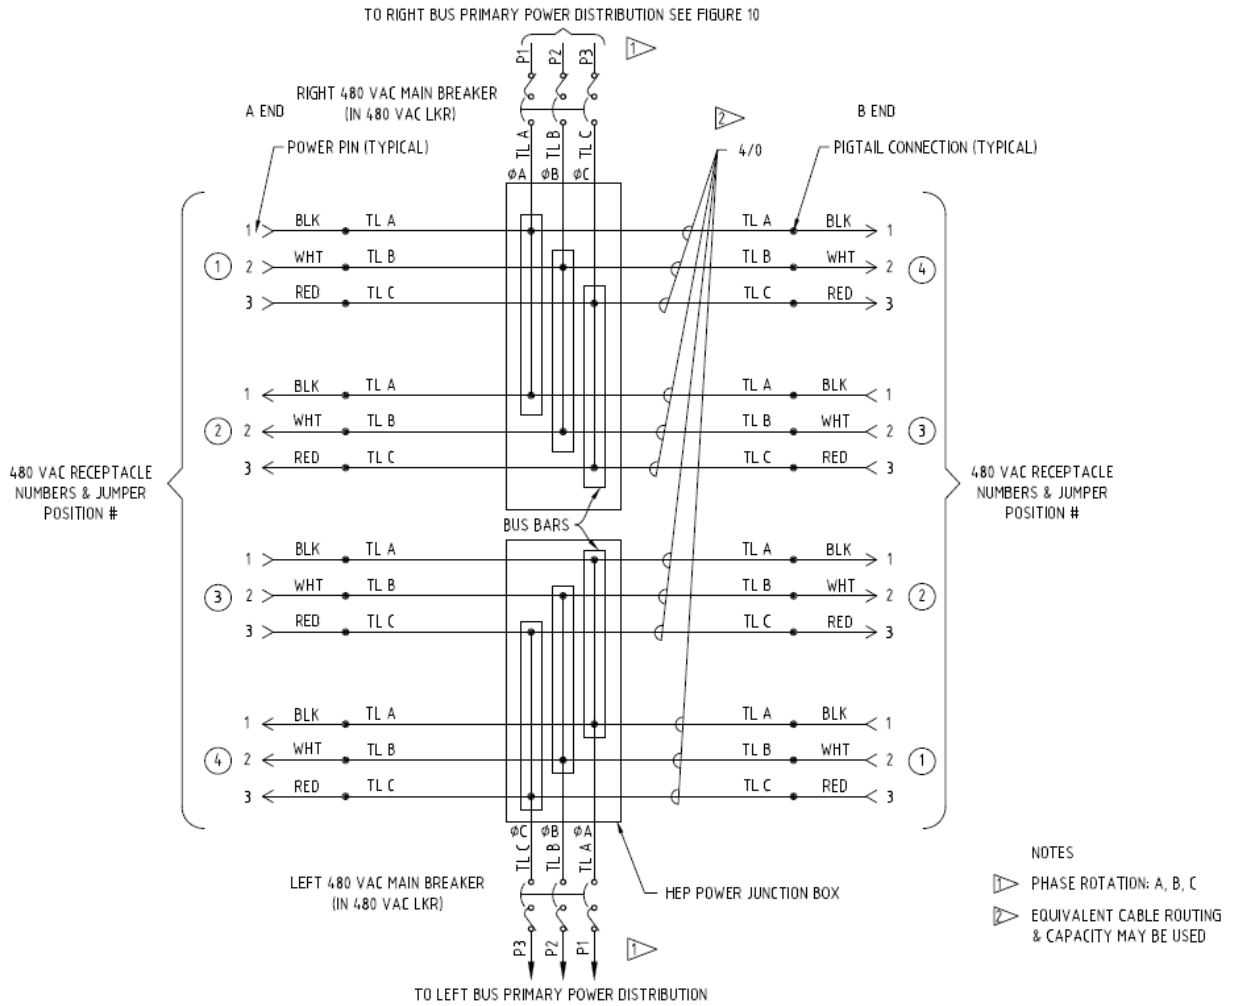 TO RIGHT BUS PRIMARY POWER DISTRIBUTION SEE FIGURE 10
P1 P2 P3 1
RIGHT 480 VAC MAIN BREAKER
(IN 480 VAC LKR)
A END
2
B END
POWER PIN (TYPICAL)
TL A TL B TL C
4/0
PIGTAIL CONNECTION (TYPICAL)
ØA ØB ØC
1 BLK TL A TL A BLK 1
1 2 WHT TL B TL B WHT 2 4
3 RED TL C TL C RED 3
1 BLK TL A TL A BLK 1
2 2 WHT TL B TL B WHT 2 3
3 RED TL C TL C RED 3
480 VAC RECEPTACLE
NUMBERS & JUMPER
POSITION #
480 VAC RECEPTACLE
NUMBERS & JUMPER
POSITION #
BUS BARS
1 BLK TL A TL A BLK 1
3 2 WHT TL B TL B WHT 2 2
3 RED TL C TL C RED 3
1 BLK TL A TL A BLK 1
4 2 WHT TL B TL B WHT 2 1
3 RED TL C TL C RED 3
ØC ØB ØA
TL C TL B TL A
LEFT 480 VAC MAIN BREAKER
(IN 480 VAC LKR)
HEP POWER JUNCTION BOX
P3 P2 P1 1
TO LEFT BUS PRIMARY POWER DISTRIBUTION
NOTES
1 PHASE ROTATION: A, B, C
2 EQUIVALENT CABLE ROUTING
& CAPACITY MAY BE USED